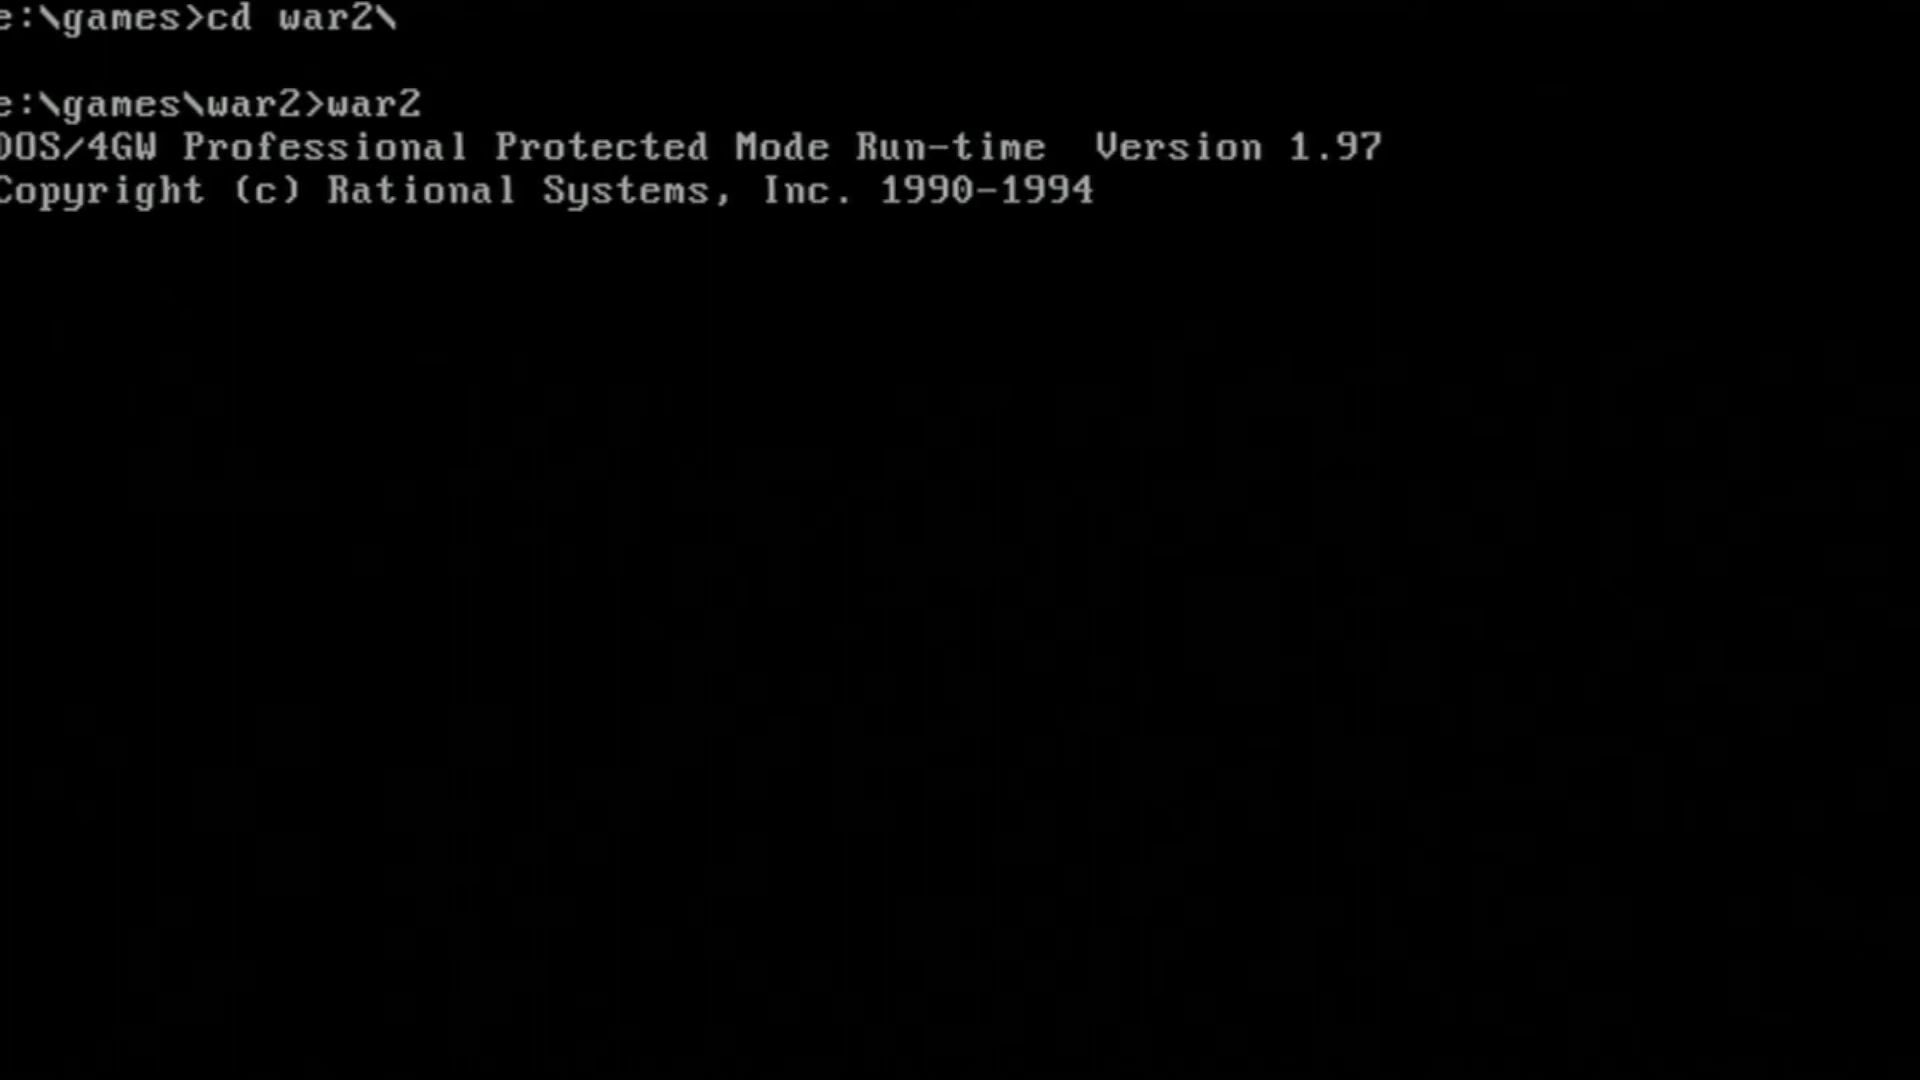 e:\games>cd war2\
e:\games\war2>war2
DOS/4GW Professional Protected Mode Run-time  Version 1.97
Copyright (c) Rational Systems, Inc. 1990-1994